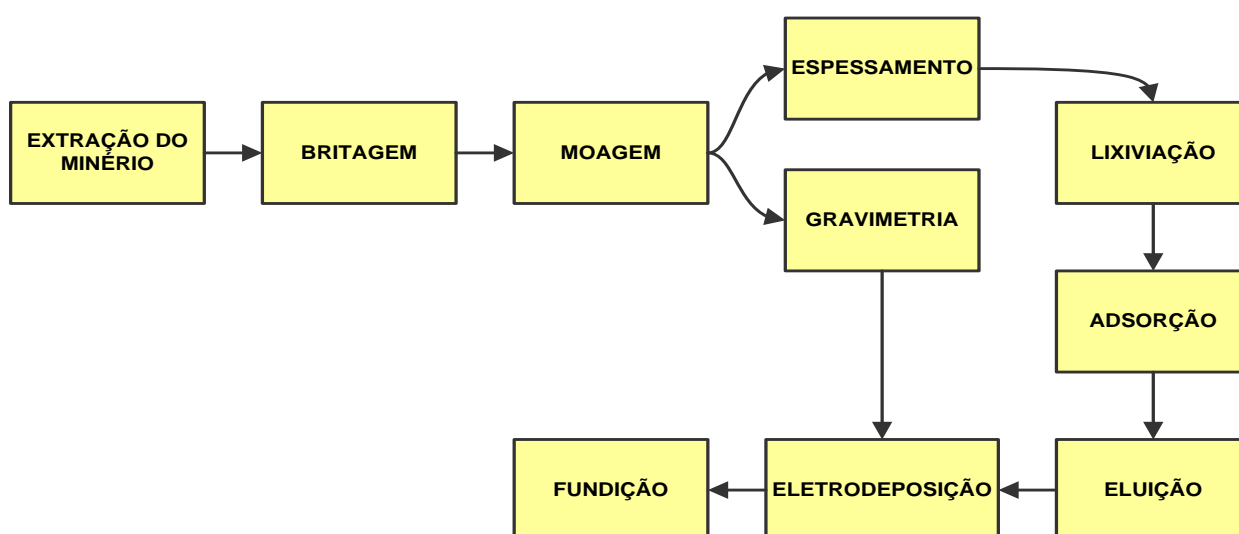 EXTRAÇÃO DO
MINÉRIO
BRITAGEM
MOAGEM
ESPESSAMENTO
GRAVIMETRIA
LIXIVIAÇÃO
ADSORÇÃO
ELUIÇÃO
ELETRODEPOSIÇÃO
FUNDIÇÃO